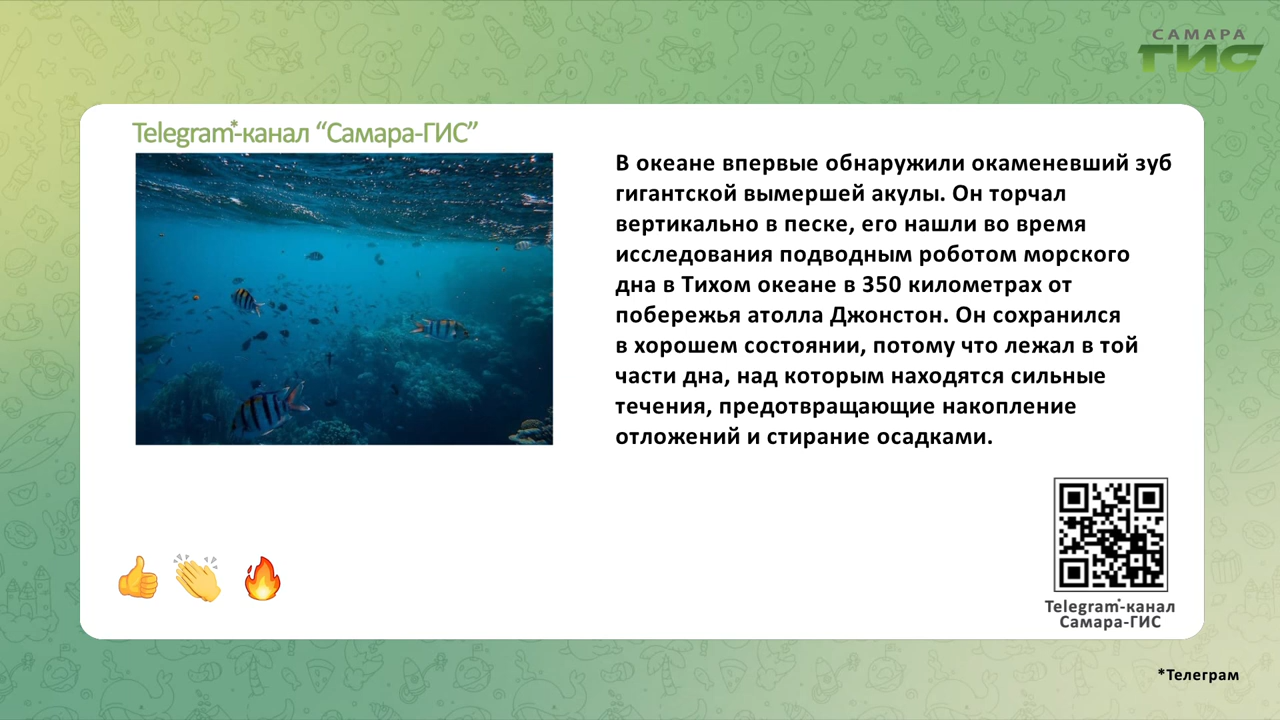 САМАРА
ГИС
Telegram*-канал “Самара-ГИС”
В океане впервые обнаружили окаменевший зуб
гигантской вымершей акулы. Он торчал
вертикально в песке, его нашли во время
исследования подводным роботом морского
дна в Тихом океане в 350 километрах от
побережья атолла Джонстон. Он сохранился
в хорошем состоянии, потому что лежал в той
части дна, над которым находятся сильные
течения, предотвращающие накопление
отложений и стирание осадками.
Telegram*-канал
Самара-ГИС
*Телеграм